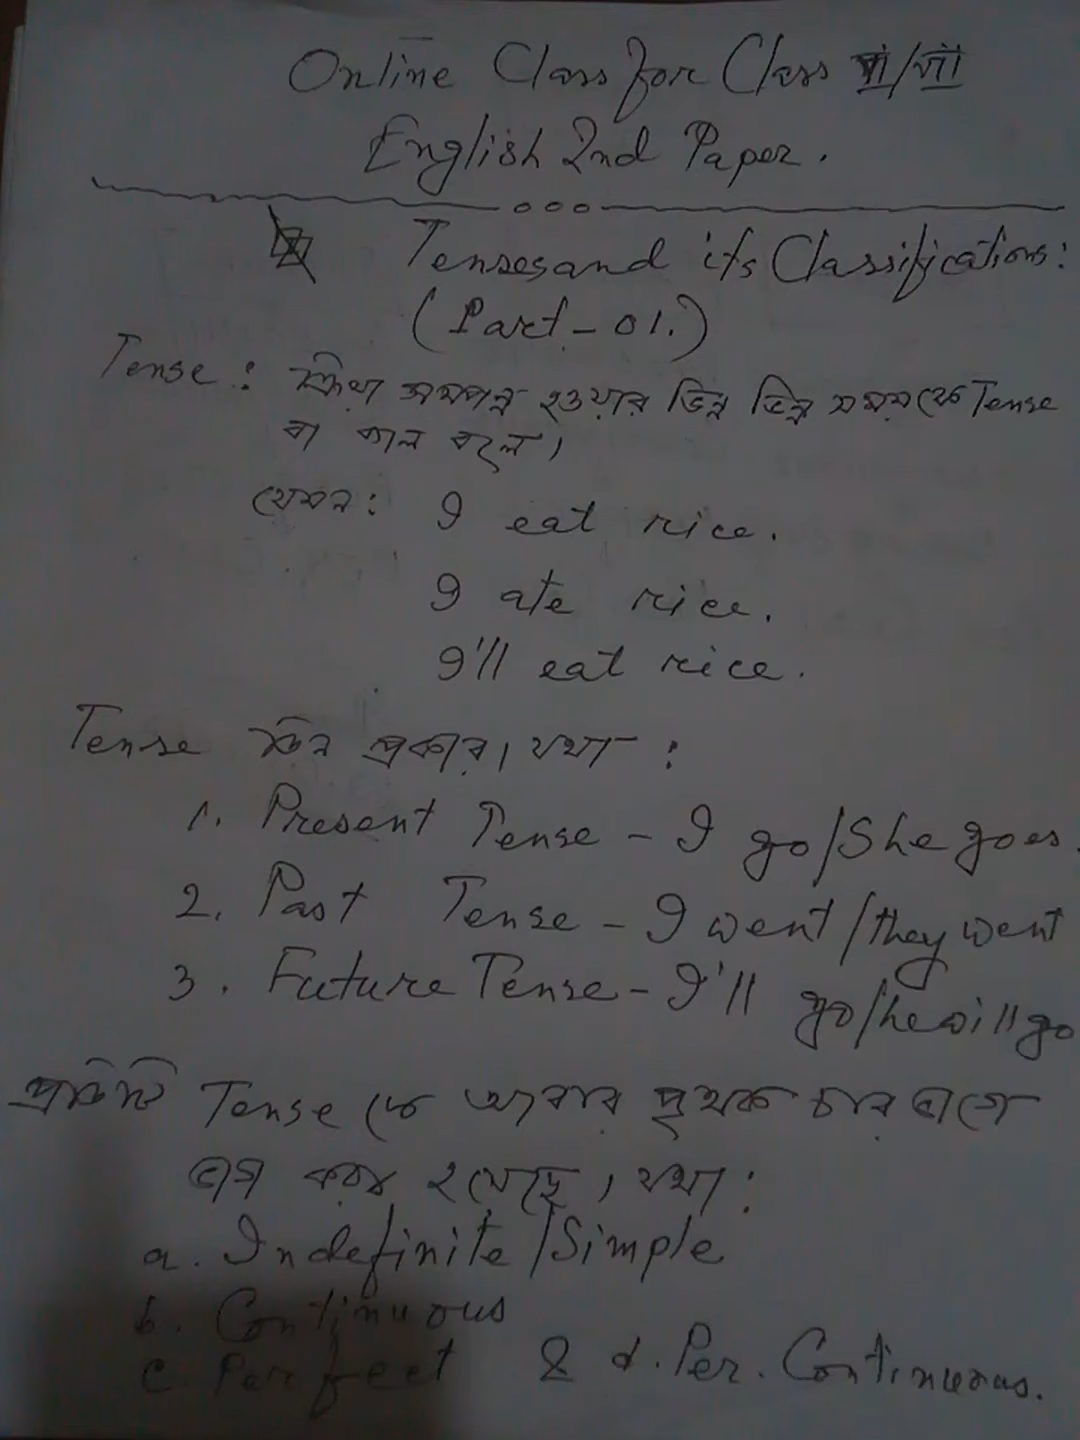 Online Class for Class VI/VII
English 2nd Paper.
Tenses and its Classifications:
(Part-01.)
Tense: ক্রিয়া সম্পন্ন হওয়ার ভিন্ন ভিন্ন সময়কে Tense
বা কাল বলে।
যেমন: I eat rice.
I ate rice.
I'll eat rice.
Tense তিন প্রকার। যথা:
1. Present Tense - I go/She goes.
2. Past Tense - I went/they went
3. Future Tense - I'll go/he will go
প্রতিটি Tense কে আবার পৃথক চার ভাগে
ভাগ করা হয়েছে। যথা:
a. Indefinite/Simple
b. Continuous
c. Perfect & d. Per. Continuous.